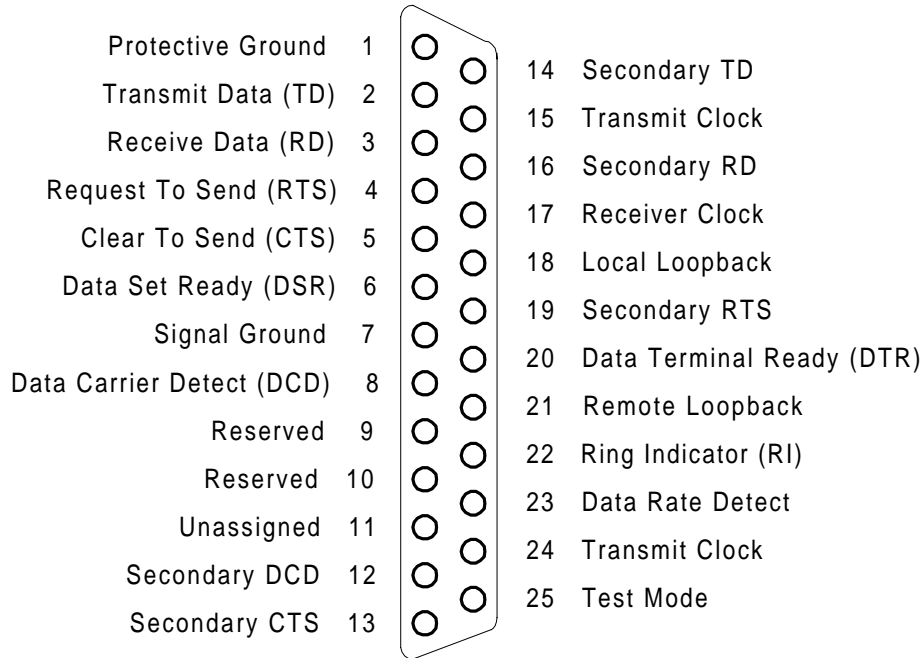 Protective Ground 1
Transmit Data (TD) 2
Receive Data (RD) 3
Request To Send (RTS) 4
Clear To Send (CTS) 5
Data Set Ready (DSR) 6
Signal Ground 7
Data Carrier Detect (DCD) 8
Reserved 9
Reserved 10
Unassigned 11
Secondary DCD 12
Secondary CTS 13
14 Secondary TD
15 Transmit Clock
16 Secondary RD
17 Receiver Clock
18 Local Loopback
19 Secondary RTS
20 Data Terminal Ready (DTR)
21 Remote Loopback
22 Ring Indicator (RI)
23 Data Rate Detect
24 Transmit Clock
25 Test Mode